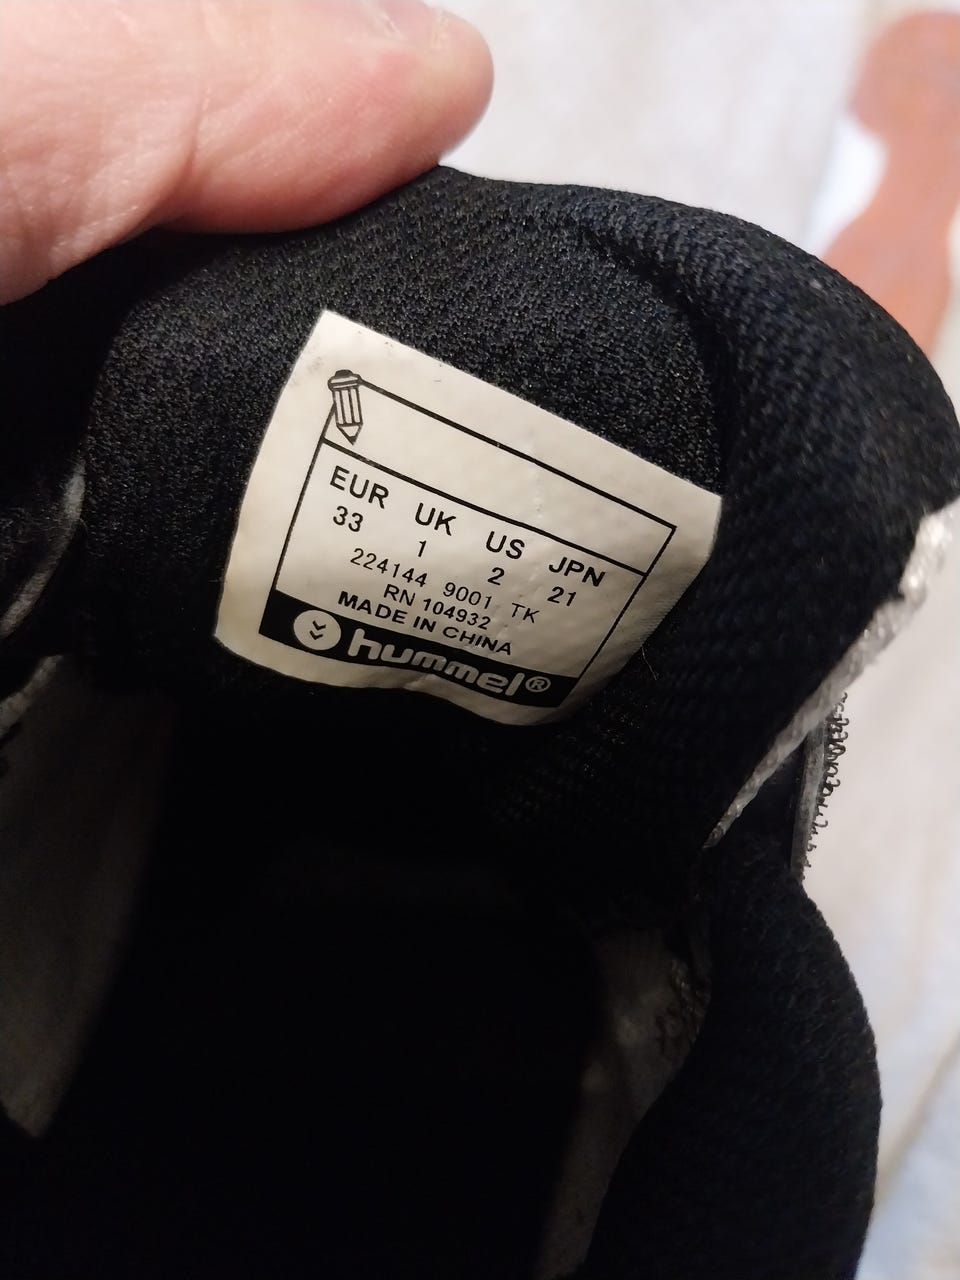 EUR UK US JPN
33 1 2 21
224144 9001 TK
RN 104932
MADE IN CHINA
hummel®